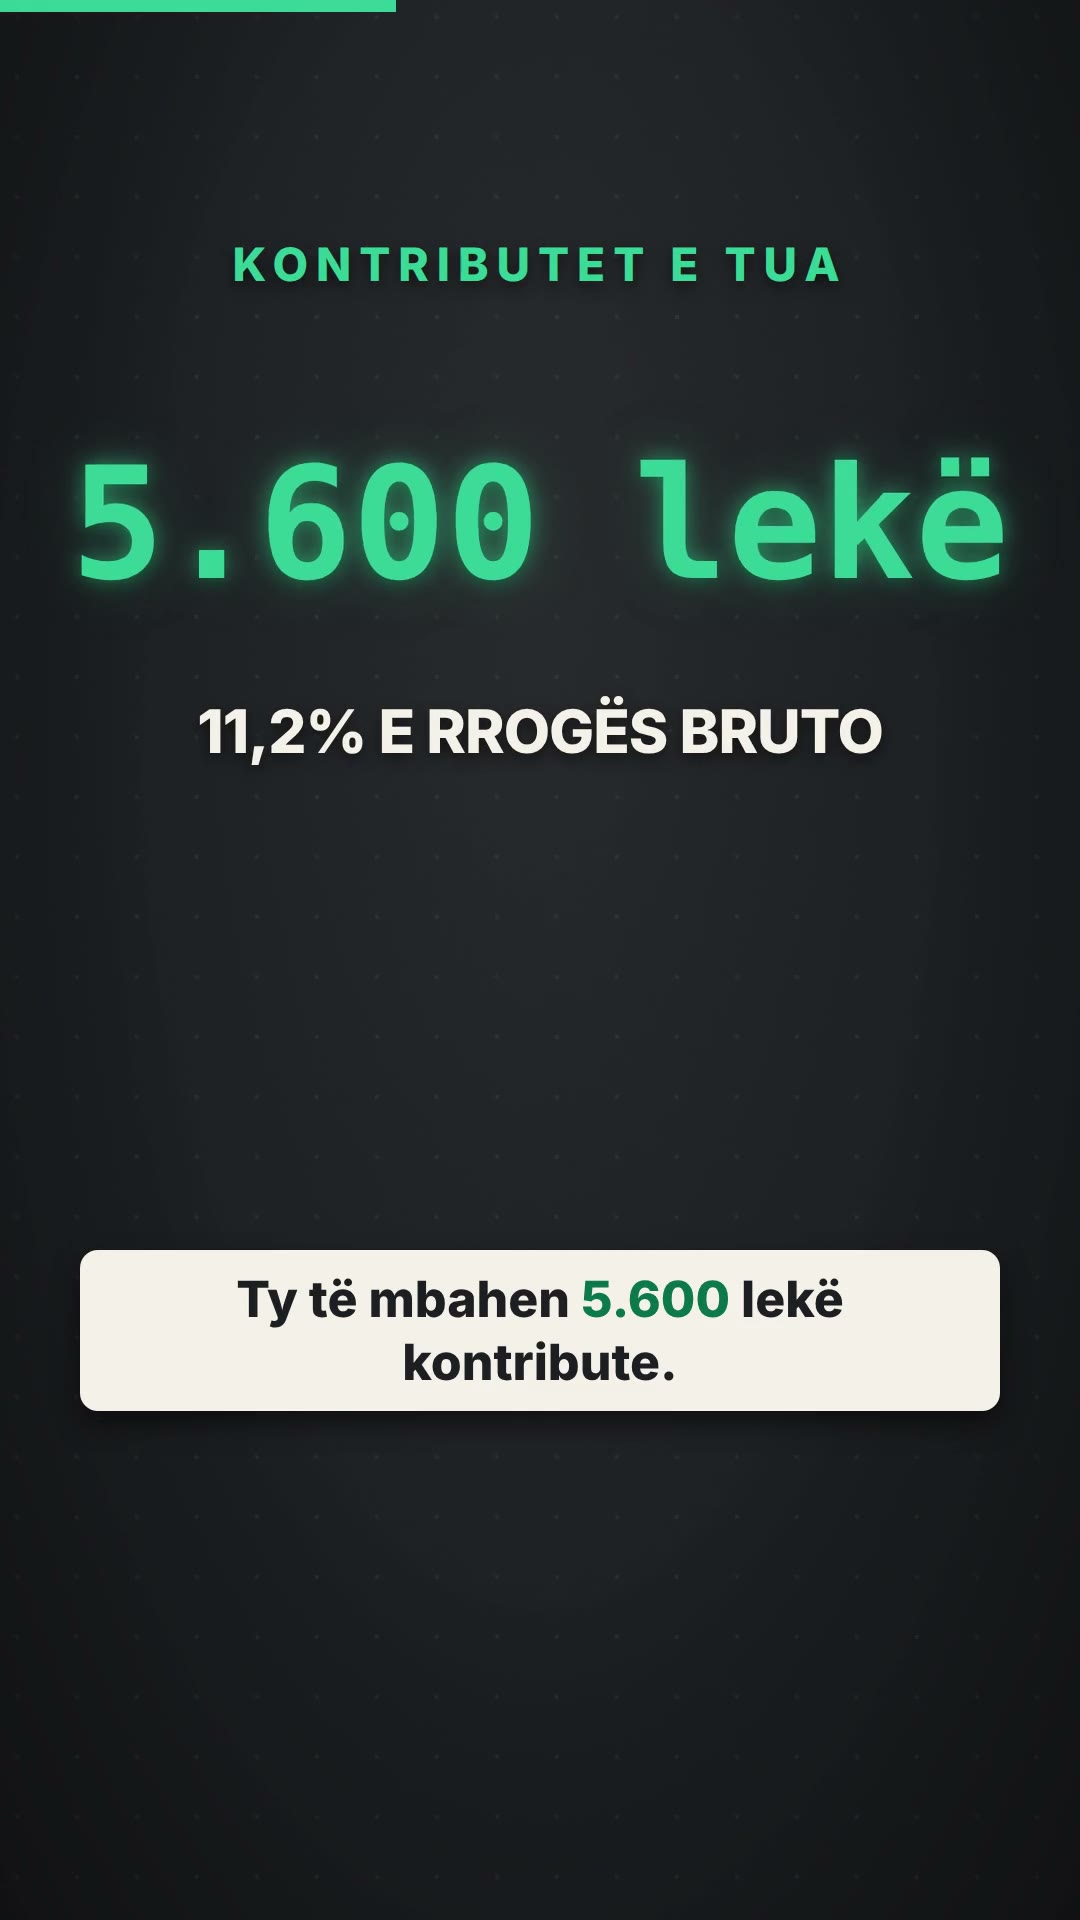 KONTRIBUTET E TUA
5.600 lekë
11,2% E RROGËS BRUTO
Ty të mbahen 5.600 lekë
kontribute.